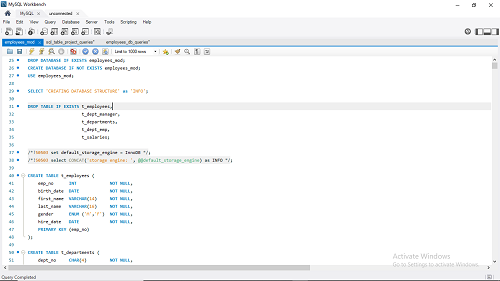 MySQL Workbench
MySQL
unconnected
File Edit View Query Database Server Tools Scripting Help
employees_mod sql_table_project_queries* employees_db_queries*
Limit to 1000 rows
25 DROP DATABASE IF EXISTS employees_mod;
26 CREATE DATABASE IF NOT EXISTS employees_mod;
27 USE employees_mod;
28
29 SELECT 'CREATING DATABASE STRUCTURE' as 'INFO';
30
31 DROP TABLE IF EXISTS t_employees,
32 t_dept_manager,
33 t_departments,
34 t_dept_emp,
35 t_salaries;
36
37 /*!50503 set default_storage_engine = InnoDB */;
38 /*!50503 select CONCAT('storage engine: ', @@default_storage_engine) as INFO */;
39
40 CREATE TABLE t_employees (
41 emp_no INT NOT NULL,
42 birth_date DATE NOT NULL,
43 first_name VARCHAR(14) NOT NULL,
44 last_name VARCHAR(16) NOT NULL,
45 gender ENUM ('M','F') NOT NULL,
46 hire_date DATE NOT NULL,
47 PRIMARY KEY (emp_no)
48 );
49
50 CREATE TABLE t_departments (
51 dept_no CHAR(4) NOT NULL,
Activate Windows
Go to Settings to activate Windows.
Query Completed